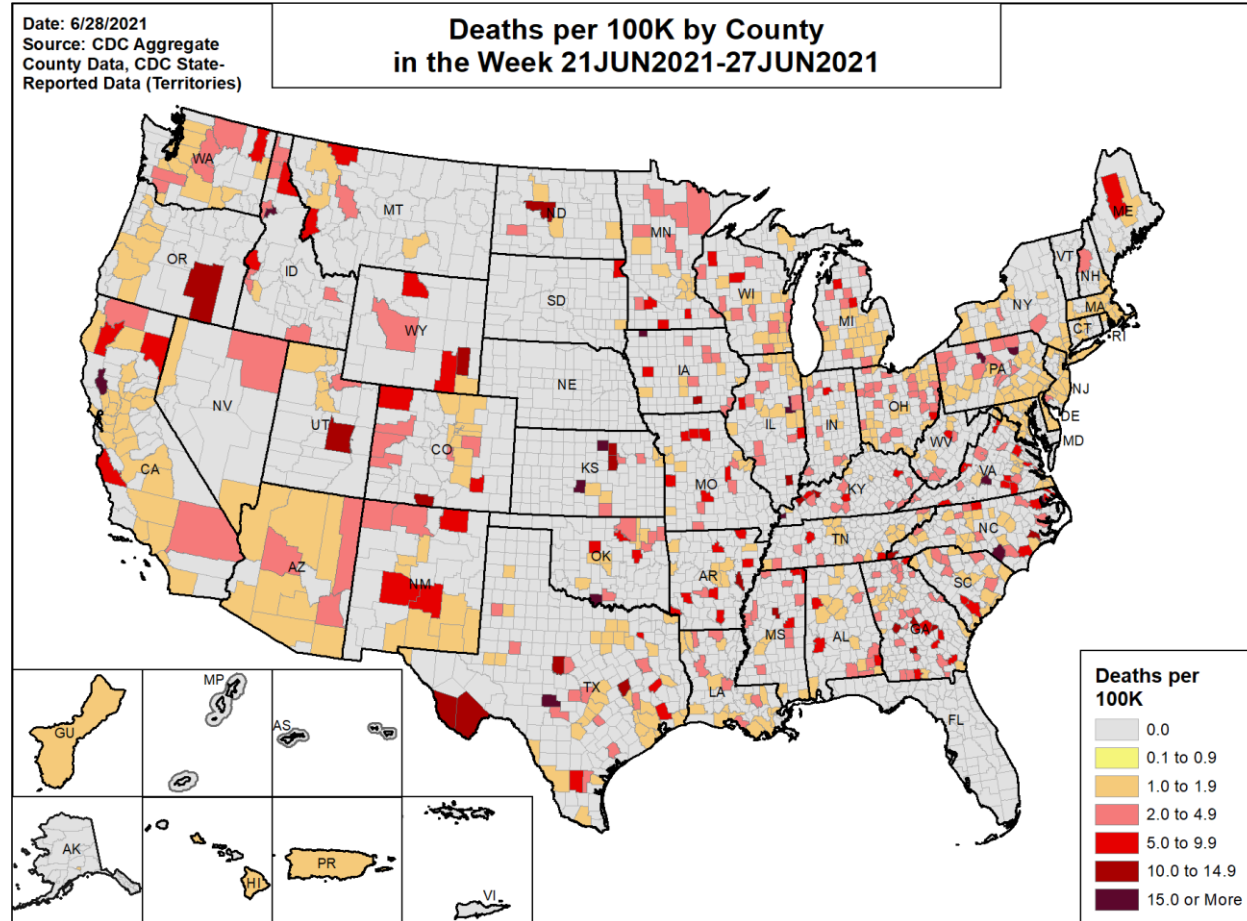 Date: 6/28/2021
Source: CDC Aggregate
County Data, CDC State-
Reported Data (Territories)
Deaths per 100K by County
in the Week 21JUN2021-27JUN2021
WA
MT
ND
MN
ME
OR
ID
WY
SD
WI
MI
VT
NH
NY
MA
CT
RI
NV
UT
CO
NE
IA
IL
IN
OH
PA
NJ
DE
MD
CA
KS
MO
KY
WV
VA
AZ
NM
OK
AR
TN
NC
SC
TX
LA
MS
AL
GA
FL
GU
MP
AS
AK
HI
PR
VI
Deaths per
100K
0.0
0.1 to 0.9
1.0 to 1.9
2.0 to 4.9
5.0 to 9.9
10.0 to 14.9
15.0 or More